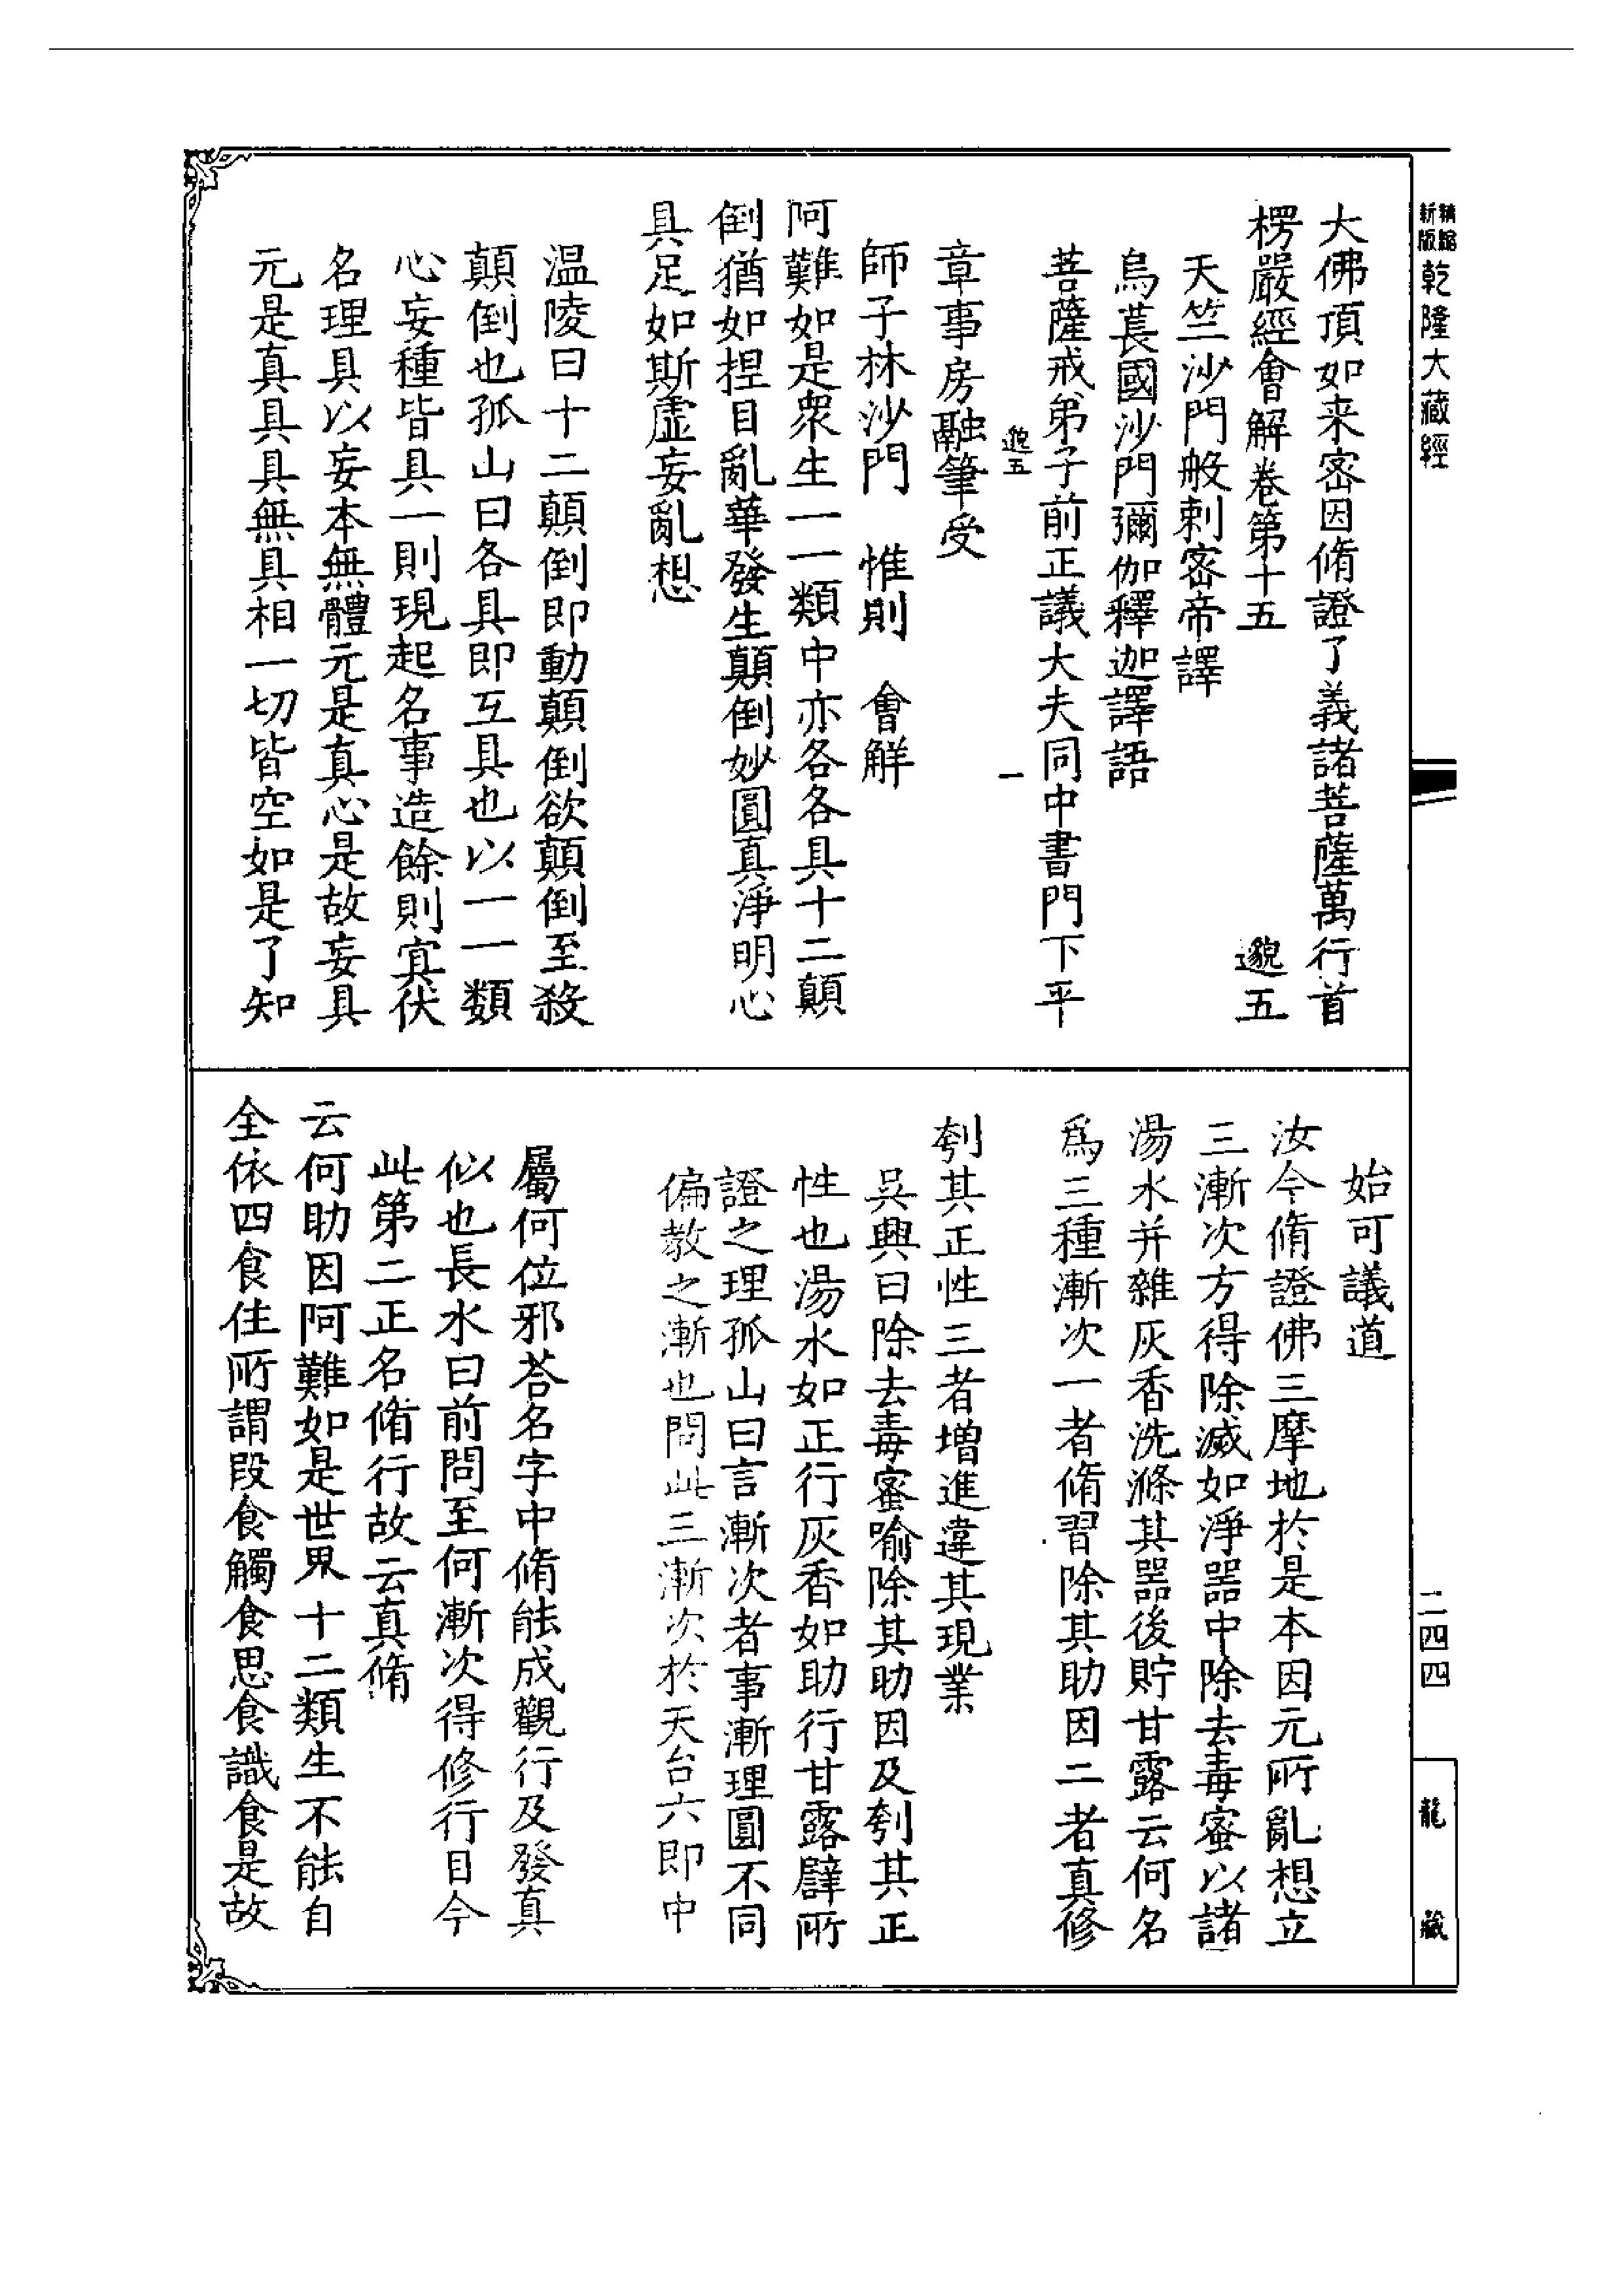 新編
縮版
乾隆大藏經
大佛頂如来密因脩證了義諸菩薩萬行首
楞嚴經會解卷第十五　邈五
天竺沙門般剌密帝譯
烏萇國沙門彌伽釋迦譯語
菩薩戒弟子前正議大夫同中書門下平
邈五　一
章事房融筆受
師子林沙門　惟則　會解
阿難如是衆生一一類中亦各各具十二顛
倒猶如捏目亂華發生顛倒妙圓真淨明心
具足如斯虛妄亂想
温陵曰十二顛倒即動顛倒欲顛倒至殺
顛倒也孤山曰各具即互具也以一一類
心妄種皆具一則現起名事造餘則冥伏
名理具以妄本無體元是真心是故妄具
元是真具具無具相一切皆空如是了知
始可議道
汝今脩證佛三摩地於是本因元所亂想立
三漸次方得除滅如淨器中除去毒蜜以諸
湯水并雜灰香洗滌其器後貯甘露云何名
爲三種漸次一者脩習除其助因二者真修
刳其正性三者增進違其現業
吳興曰除去毒蜜喻除其助因及刳其正
性也湯水如正行灰香如助行甘露譬所
證之理孤山曰言漸次者事漸理圓不同
偏教之漸也問此三漸次於天台六即中
屬何位邪荅名字中脩能成觀行及發真
似也長水曰前問至何漸次得修行目今
此第二正名脩行故云真脩
云何助因阿難如是世界十二類生不能自
全依四食住所謂段食觸食思食識食是故
二四四
龍藏